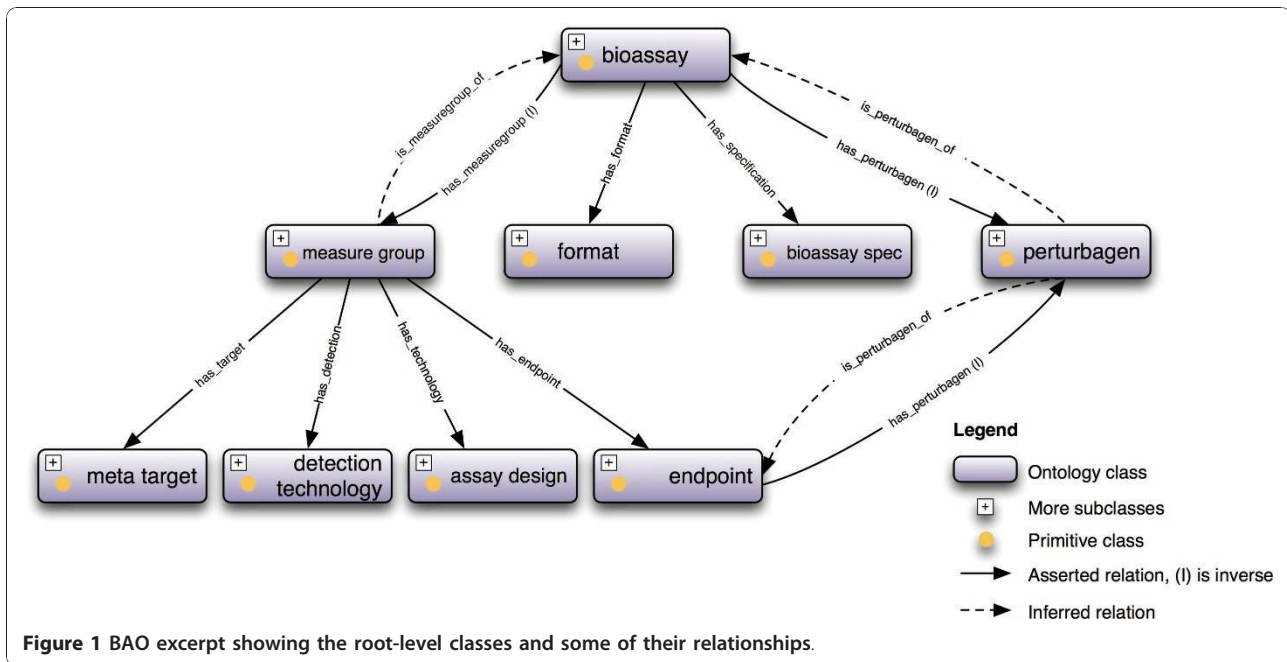 bioassay
is_measuregroup_of
has_measuregroup (I)
has_format
has_specification
has_perturbagen (I)
is_perturbagen_of
measure group
format
bioassay spec
perturbagen
has_target
has_detection
has_technology
has_endpoint
is_perturbagen_of
has_perturbagen (I)
meta target
detection
technology
assay design
endpoint
Legend
Ontology class
More subclasses
Primitive class
Asserted relation, (I) is inverse
Inferred relation
Figure 1 BAO excerpt showing the root-level classes and some of their relationships.